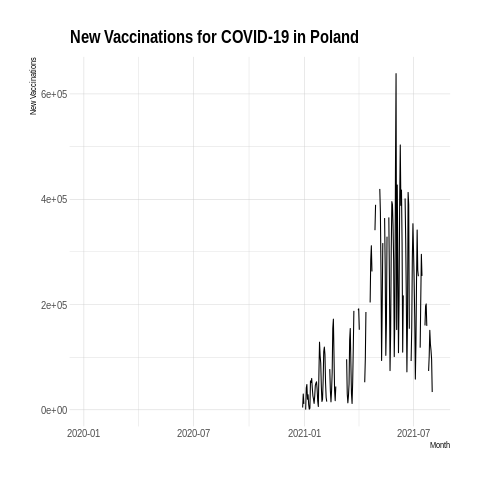 New Vaccinations for COVID-19 in Poland
New Vaccinations
6e+05
4e+05
2e+05
0e+00
2020-01 2020-07 2021-01 2021-07
Month